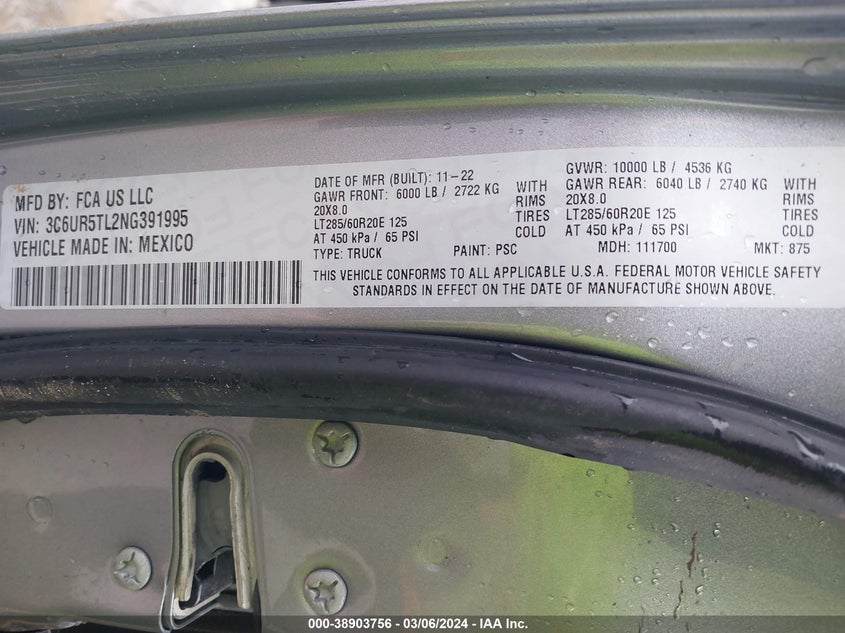 MFD BY: FCA US LLC
VIN: 3C6UR5TL2NG391995
VEHICLE MADE IN: MEXICO
DATE OF MFR (BUILT): 11-22
GAWR FRONT: 6000 LB / 2722 KG
20X8.0
LT285/60R20E 125
AT 450 kPa / 65 PSI
TYPE: TRUCK
WITH
RIMS
TIRES
COLD
PAINT: PSC
GVWR: 10000 LB / 4536 KG
GAWR REAR: 6040 LB / 2740 KG
20X8.0
LT285/60R20E 125
AT 450 kPa / 65 PSI
WITH
RIMS
TIRES
COLD
MDH: 111700
MKT: 875
THIS VEHICLE CONFORMS TO ALL APPLICABLE U.S.A. FEDERAL MOTOR VEHICLE SAFETY
STANDARDS IN EFFECT ON THE DATE OF MANUFACTURE SHOWN ABOVE.
000-38903756 - 03/06/2024 - IAA Inc.